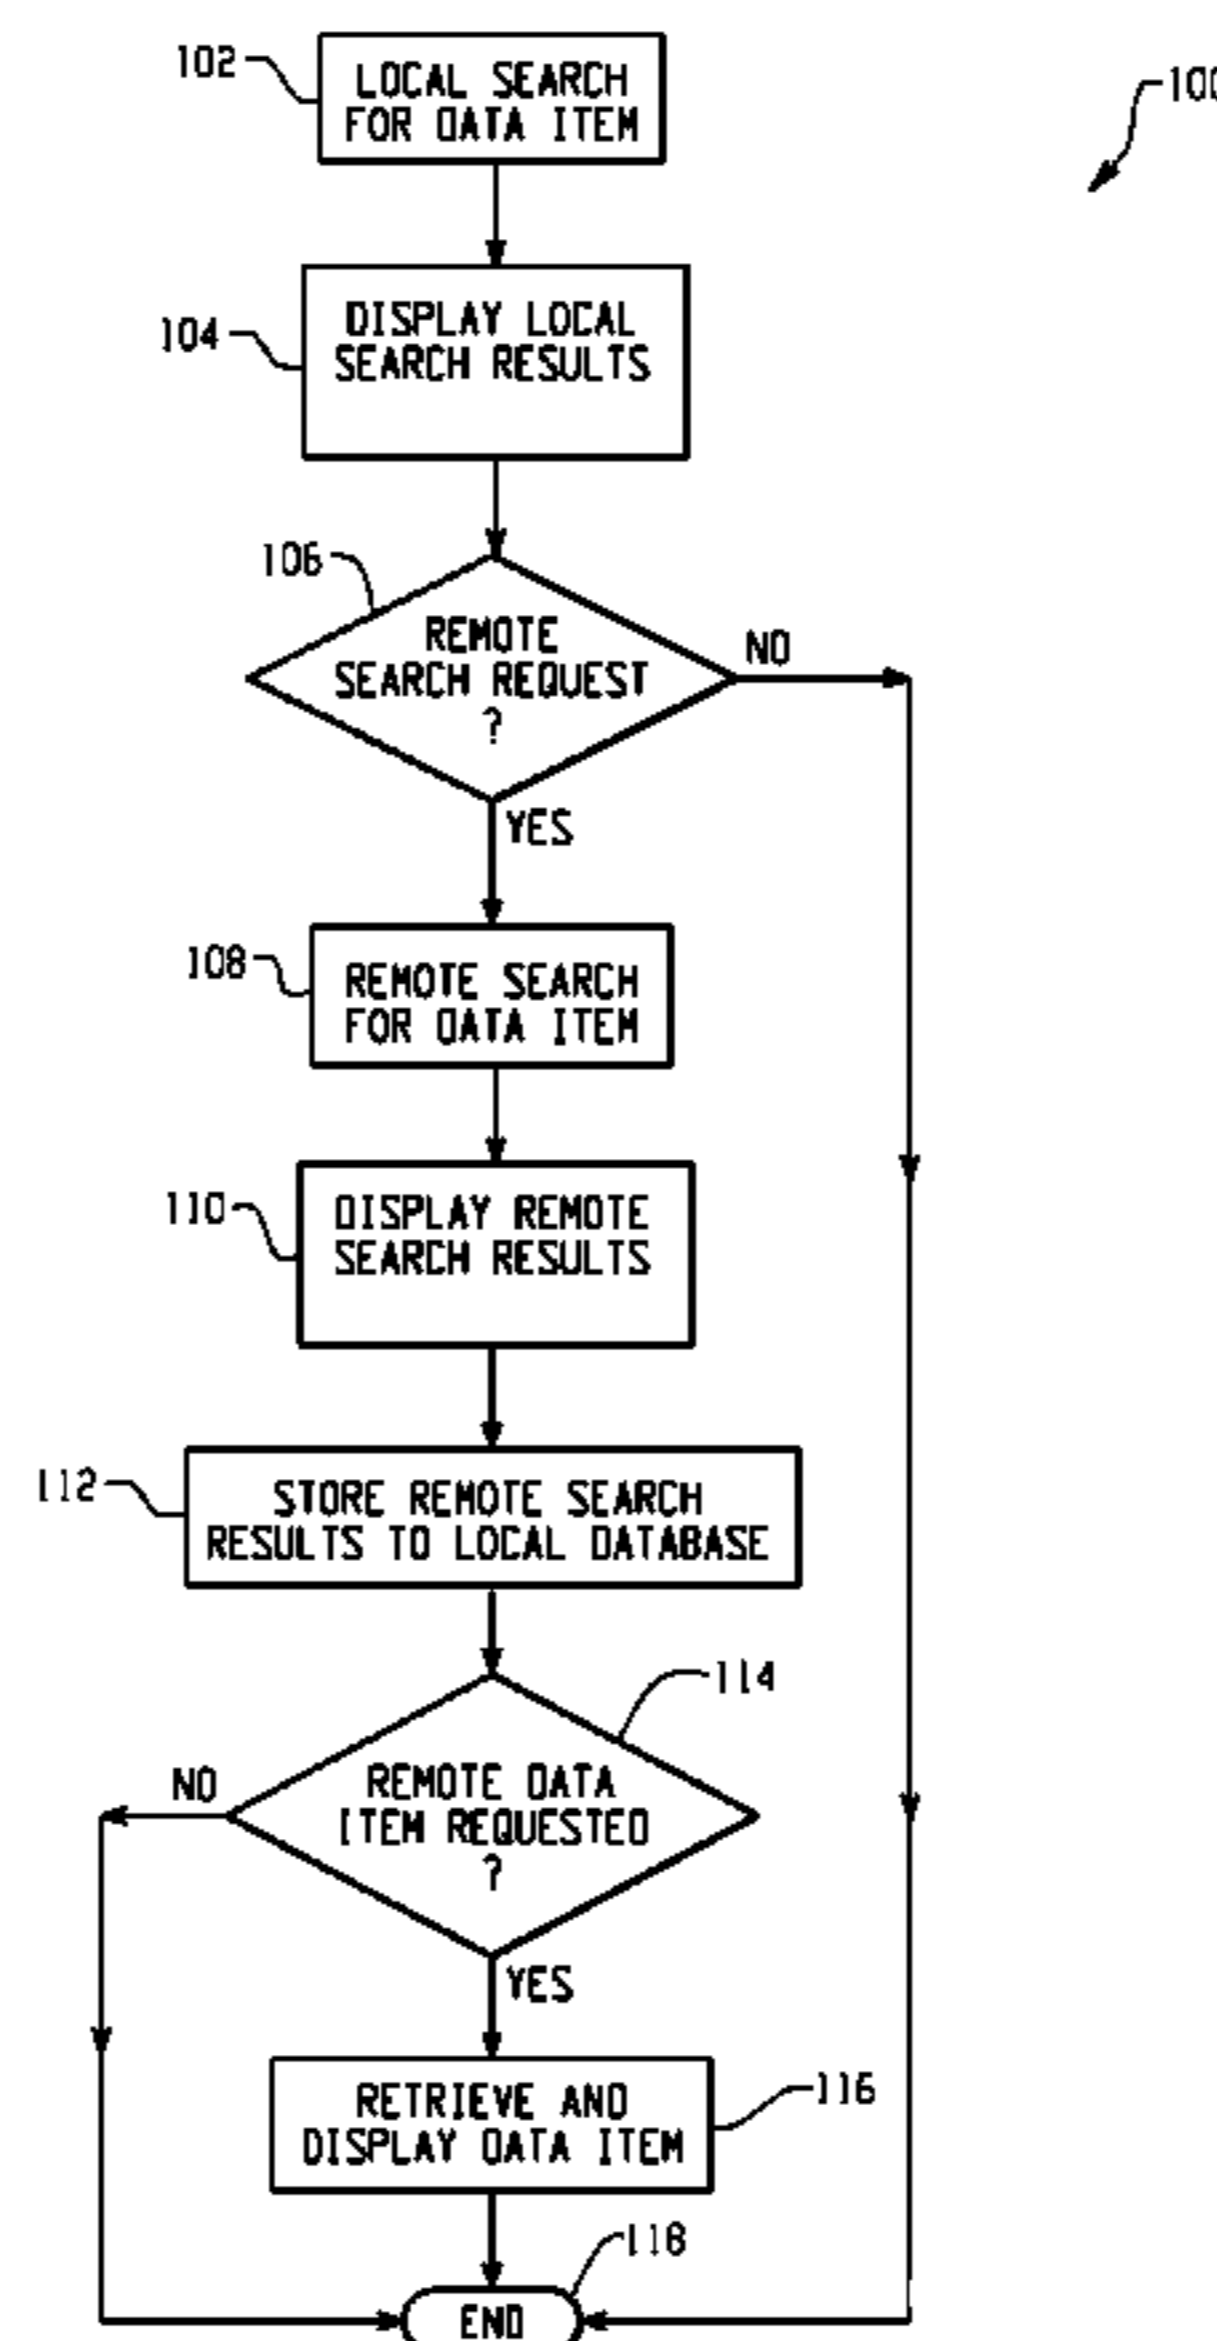 102
LOCAL SEARCH
FOR DATA ITEM
100
104
DISPLAY LOCAL
SEARCH RESULTS
106
REMOTE
SEARCH REQUEST
?
NO
YES
108
REMOTE SEARCH
FOR DATA ITEM
110
DISPLAY REMOTE
SEARCH RESULTS
112
STORE REMOTE SEARCH
RESULTS TO LOCAL DATABASE
114
NO
REMOTE DATA
ITEM REQUESTED
?
YES
116
RETRIEVE AND
DISPLAY DATA ITEM
118
END